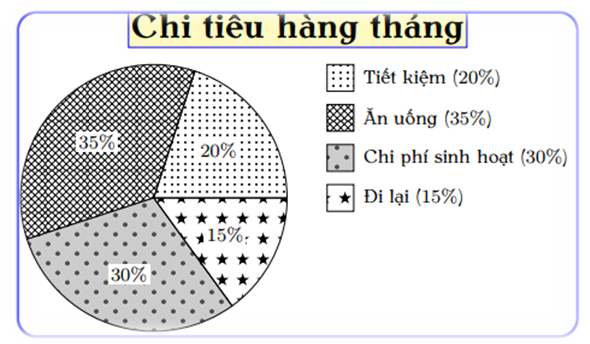 Chi tiêu hàng tháng
Tiết kiệm (20%)
Ăn uống (35%)
Chi phí sinh hoạt (30%)
Đi lại (15%)
35%
20%
15%
30%